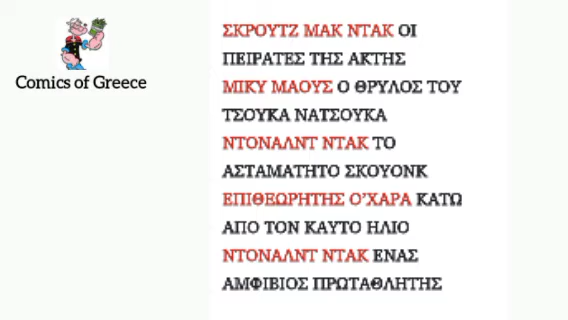 Comics of Greece
ΣΚΡΟΥΤΖ ΜΑΚ ΝΤΑΚ ΟΙ
ΠΕΙΡΑΤΕΣ ΤΗΣ ΑΚΤΗΣ
ΜΙΚΥ ΜΑΟΥΣ Ο ΘΡΥΛΟΣ ΤΟΥ
ΤΣΟΥΚΑ ΝΑΤΣΟΥΚΑ
ΝΤΟΝΑΛΝΤ ΝΤΑΚ ΤΟ
ΑΣΤΑΜΑΤΗΤΟ ΣΚΟΥΟΝΚ
ΕΠΙΘΕΩΡΗΤΗΣ Ο’ΧΑΡΑ ΚΑΤΩ
ΑΠΟ ΤΟΝ ΚΑΥΤΟ ΗΛΙΟ
ΝΤΟΝΑΛΝΤ ΝΤΑΚ ΕΝΑΣ
ΑΜΦΙΒΙΟΣ ΠΡΩΤΑΘΛΗΤΗΣ